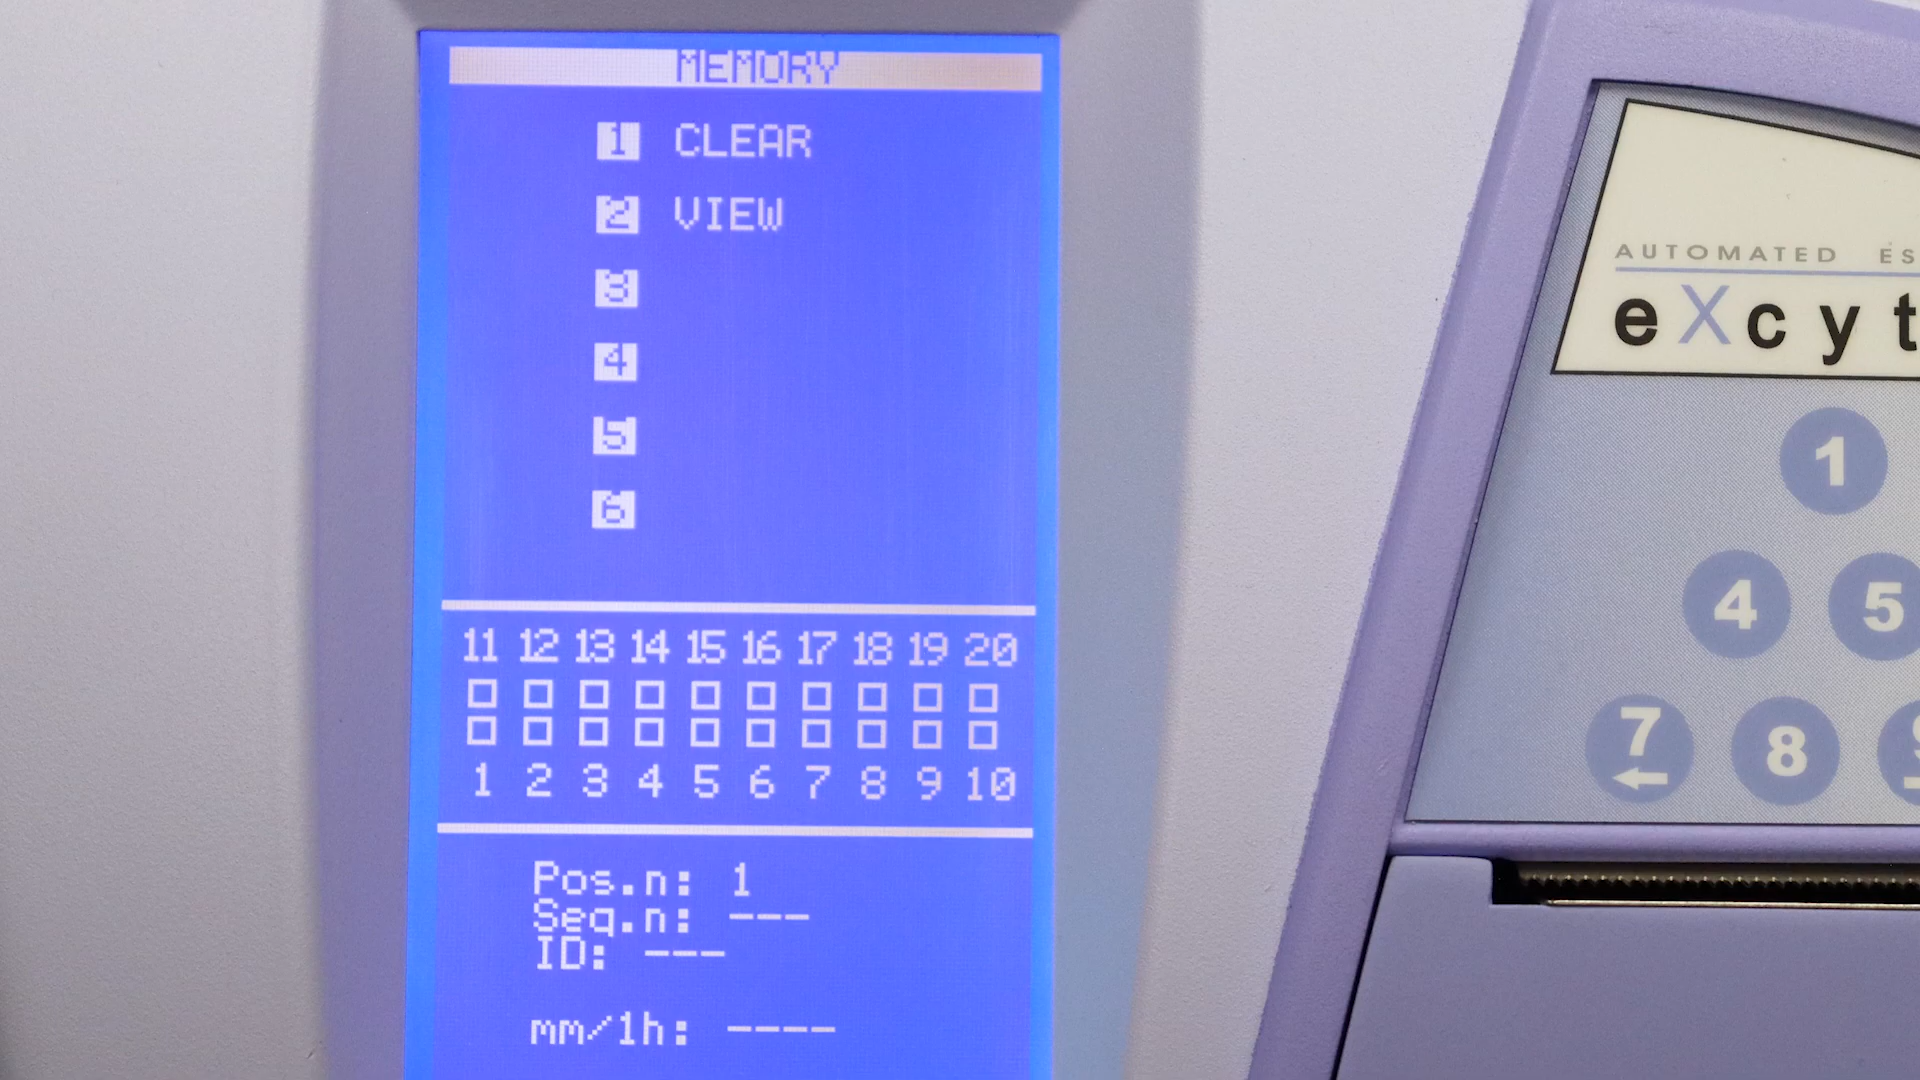 MEMORY
1 CLEAR
2 VIEW
3
4
5
6
11 12 13 14 15 16 17 18 19 20
1 2 3 4 5 6 7 8 9 10
Pos.n: 1
Seq.n: ---
ID: ---
mm/1h: ----
AUTOMATED ES
eXcyt
1
4 5
7 8
←